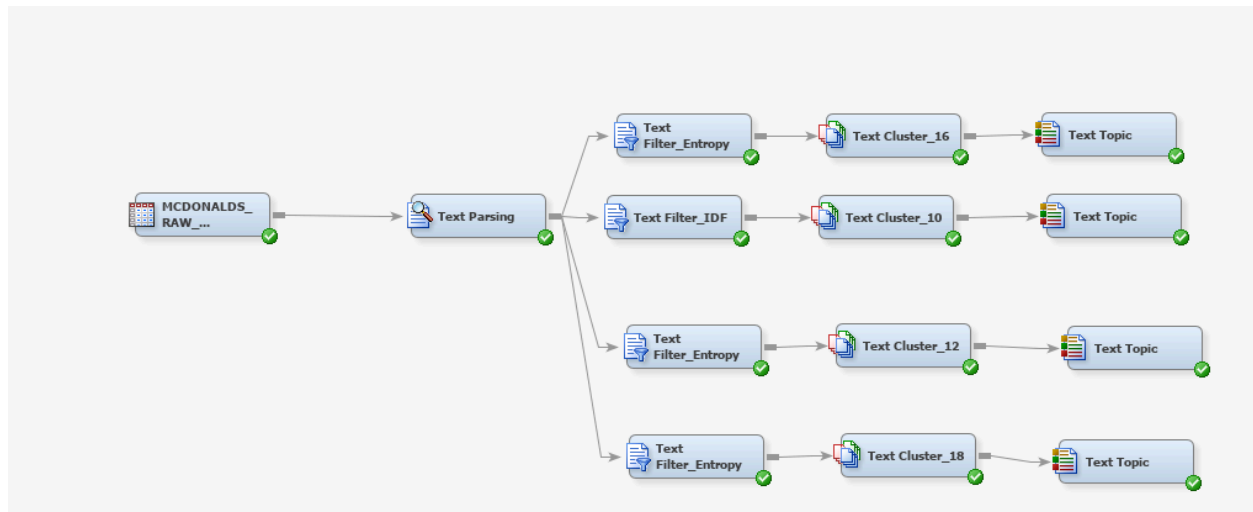 MCDONALDS_
RAW_...
Text Parsing
Text
Filter_Entropy
Text Cluster_16
Text Topic
Text Filter_IDF
Text Cluster_10
Text Topic
Text
Filter_Entropy
Text Cluster_12
Text Topic
Text
Filter_Entropy
Text Cluster_18
Text Topic